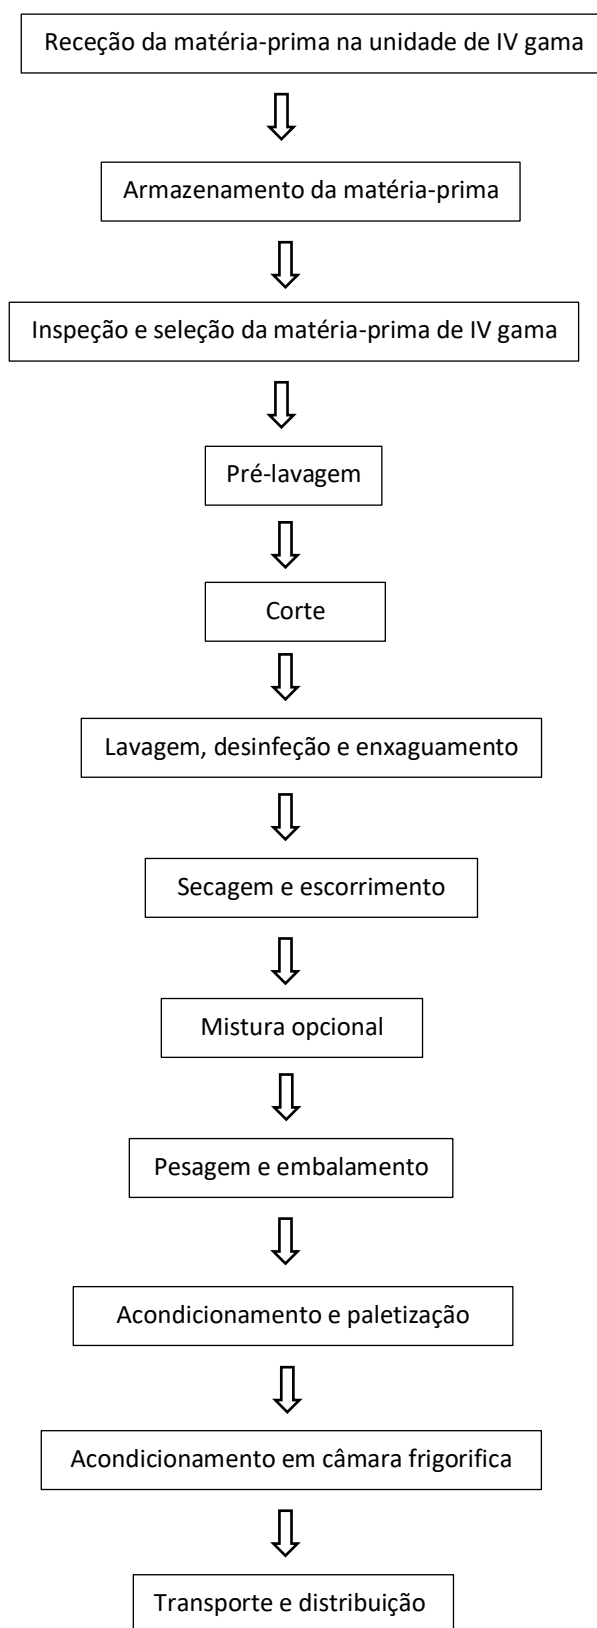 Receção da matéria-prima na unidade de IV gama
Armazenamento da matéria-prima
Inspeção e seleção da matéria-prima de IV gama
Pré-lavagem
Corte
Lavagem, desinfeção e enxaguamento
Secagem e escorrimento
Mistura opcional
Pesagem e embalamento
Acondicionamento e paletização
Acondicionamento em câmara frigorifica
Transporte e distribuição